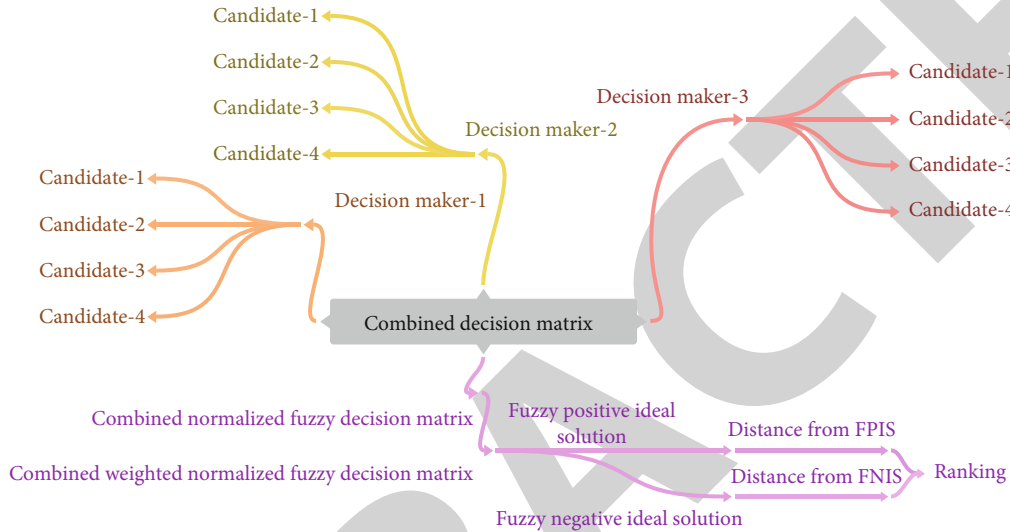 Candidate-1
Candidate-2
Candidate-3
Candidate-4
Decision maker-2
Decision maker-3
Candidate-1
Candidate-2
Candidate-3
Candidate-4
Candidate-1
Candidate-2
Candidate-3
Candidate-4
Decision maker-1
Combined decision matrix
Combined normalized fuzzy decision matrix
Combined weighted normalized fuzzy decision matrix
Fuzzy positive ideal
solution
Fuzzy negative ideal solution
Distance from FPIS
Distance from FNIS
Ranking